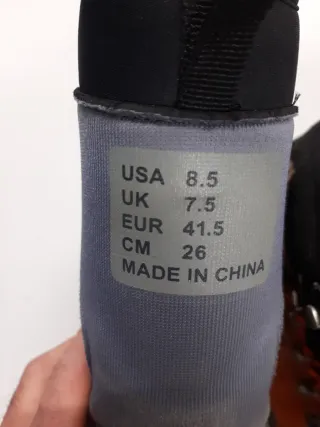 USA 8.5
UK 7.5
EUR 41.5
CM 26
MADE IN CHINA